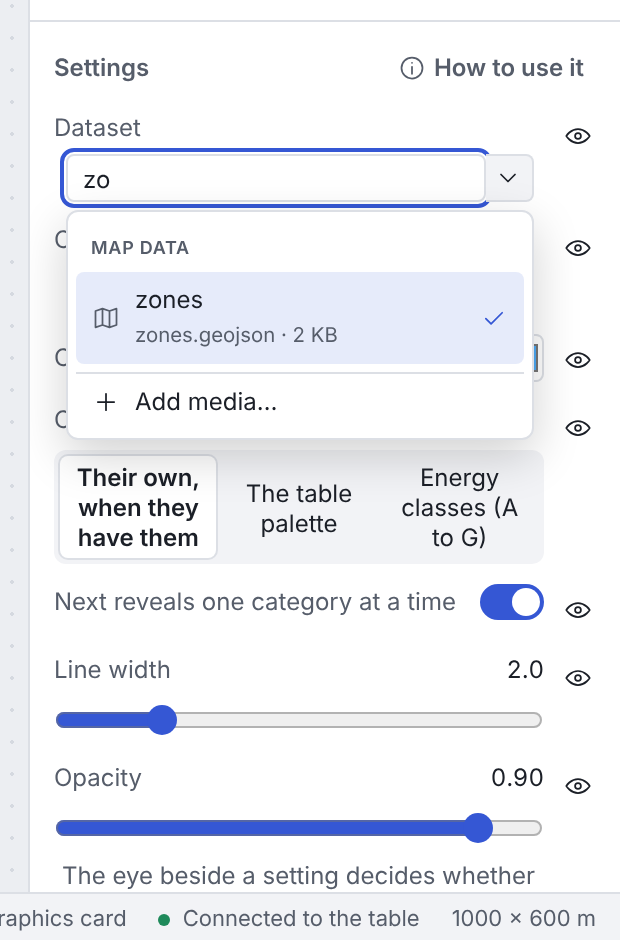 Settings
How to use it
Dataset
zo
MAP DATA
zones
zones.geojson · 2 KB
Add media...
Their own, when they have them
The table palette
Energy classes (A to G)
Next reveals one category at a time
Line width
2.0
Opacity
0.90
The eye beside a setting decides whether
graphics card
Connected to the table
1000 × 600 m